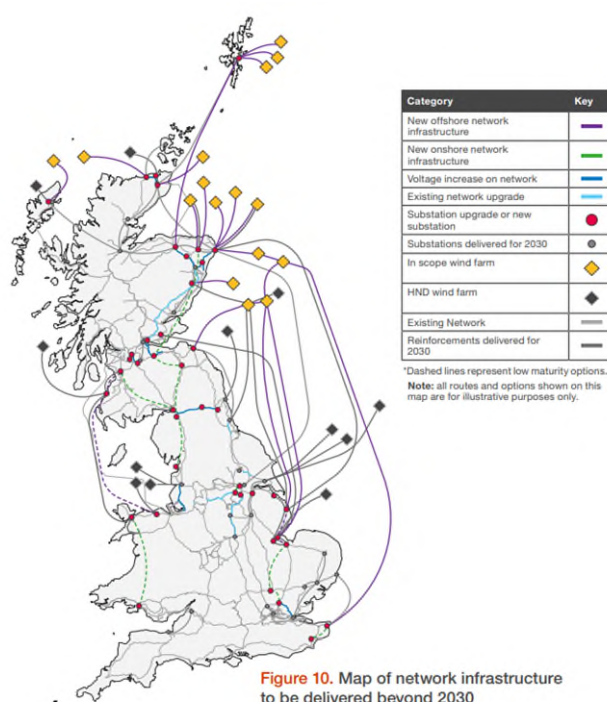 Category Key
New offshore network
infrastructure
New onshore network
infrastructure
Voltage increase on network
Existing network upgrade
Substation upgrade or new
substation
Substations delivered for 2030
In scope wind farm
HND wind farm
Existing Network
Reinforcements delivered for
2030
*Dashed lines represent low maturity options.
Note: all routes and options shown on this
map are for illustrative purposes only.
Figure 10. Map of network infrastructure
to be delivered beyond 2030